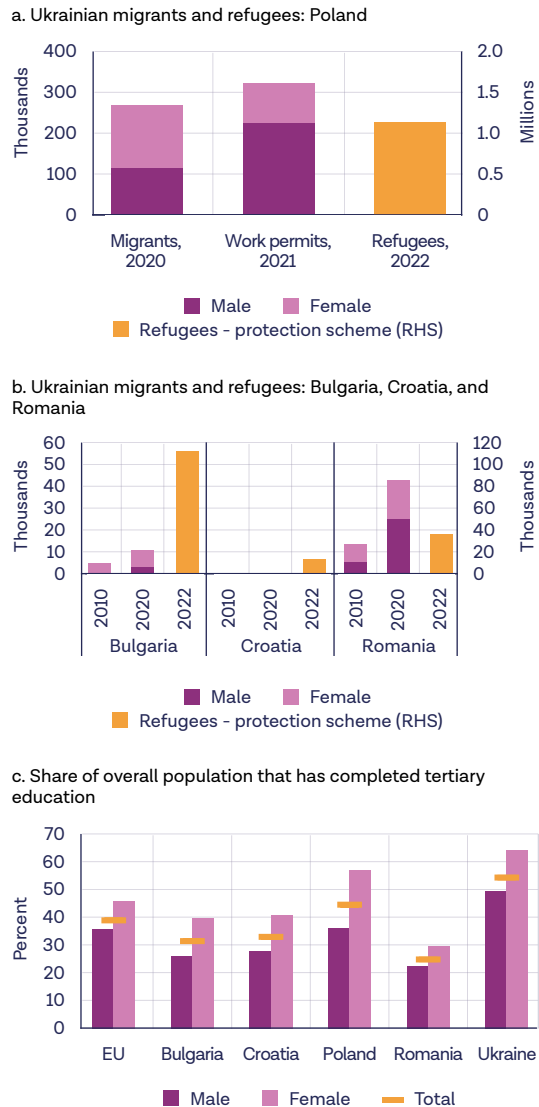 a. Ukrainian migrants and refugees: Poland
Thousands
400
300
200
100
0
2.0
1.5
1.0
0.5
0
Millions
Migrants,
2020
Work permits,
2021
Refugees,
2022
Male
Female
Refugees - protection scheme (RHS)
b. Ukrainian migrants and refugees: Bulgaria, Croatia, and
Romania
Thousands
60
50
40
30
20
10
0
120
100
80
60
40
20
0
Thousands
2010
2020
2022
2010
2020
2022
2010
2020
2022
Bulgaria
Croatia
Romania
Male
Female
Refugees - protection scheme (RHS)
c. Share of overall population that has completed tertiary
education
Percent
70
60
50
40
30
20
10
0
EU
Bulgaria
Croatia
Poland
Romania
Ukraine
Male
Female
Total